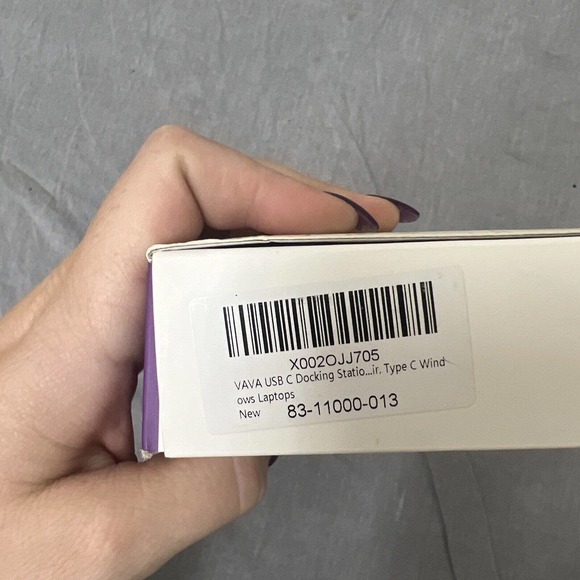 X002OJJ705
VAVA USB C Docking Statio...ir, Type C Wind
ows Laptops
New 83-11000-013